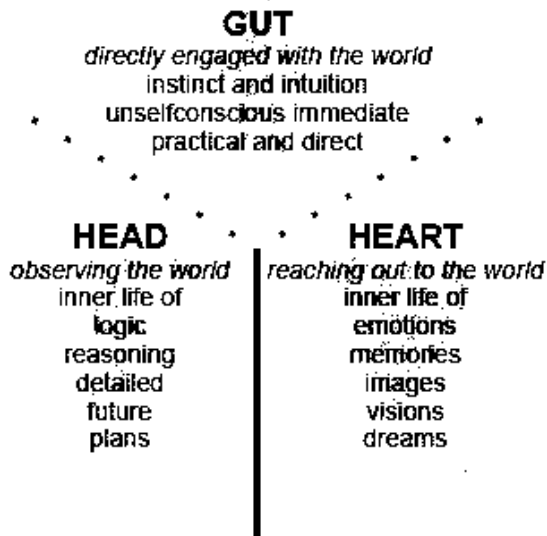 GUT
directly engaged with the world
instinct and intuition
unselfconscious immediate
practical and direct
HEAD
observing the world
inner life of
logic
reasoning
detailed
future
plans
HEART
reaching out to the world
inner life of
emotions
memories
images
visions
dreams